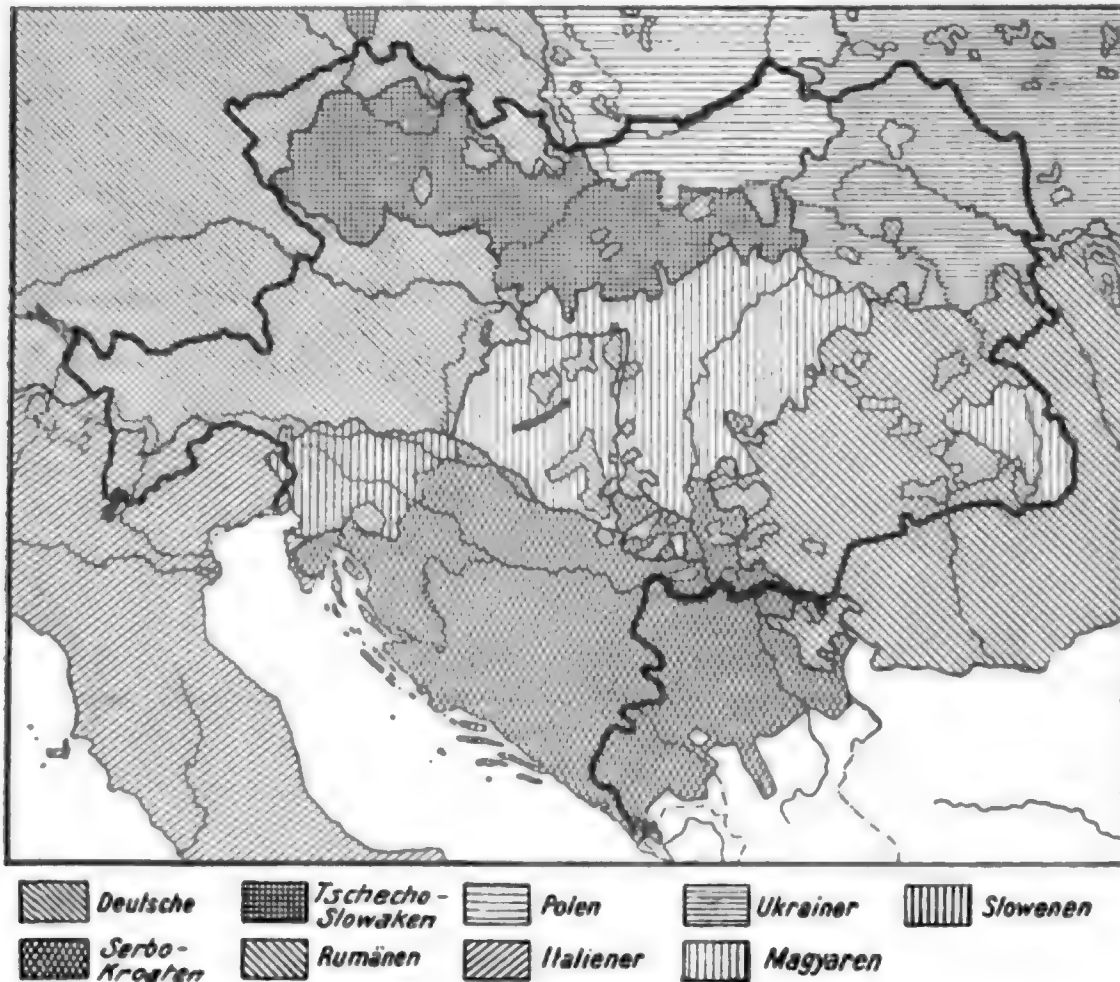 Deutsche
Tschecho-
Slowaken
Polen
Ukrainer
Slowenen
Serbo-
Kroaten
Rumänen
Italiener
Magyaren